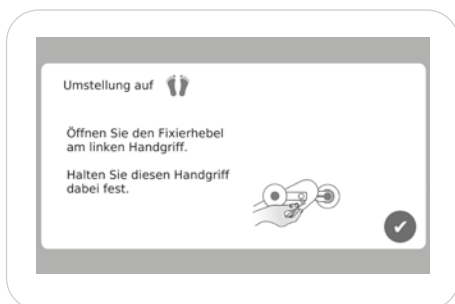 Umstellung auf
Öffnen Sie den Fixierhebel
am linken Handgriff.
Halten Sie diesen Handgriff
dabei fest.